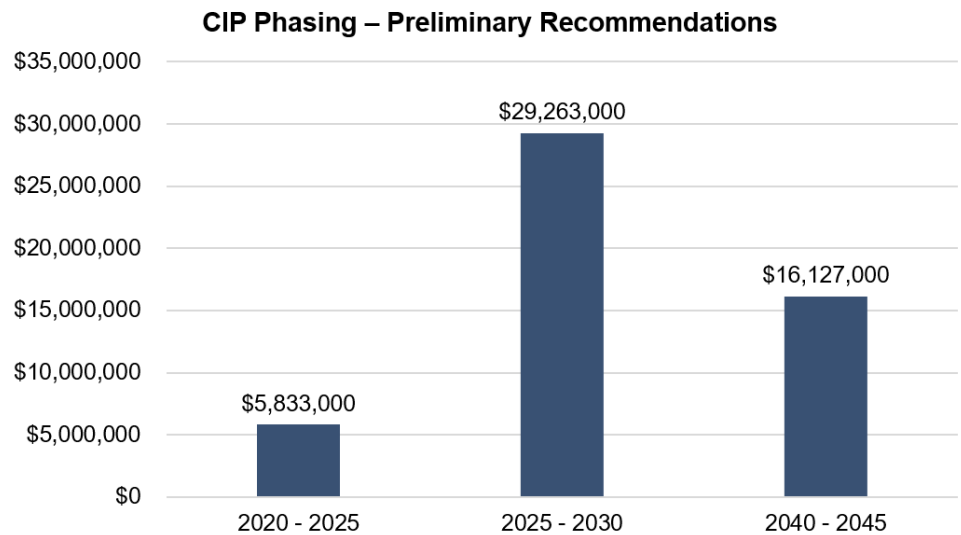 CIP Phasing – Preliminary Recommendations
$35,000,000
$30,000,000
$25,000,000
$20,000,000
$15,000,000
$10,000,000
$5,000,000
$0
$5,833,000
$29,263,000
$16,127,000
2020 - 2025
2025 - 2030
2040 - 2045